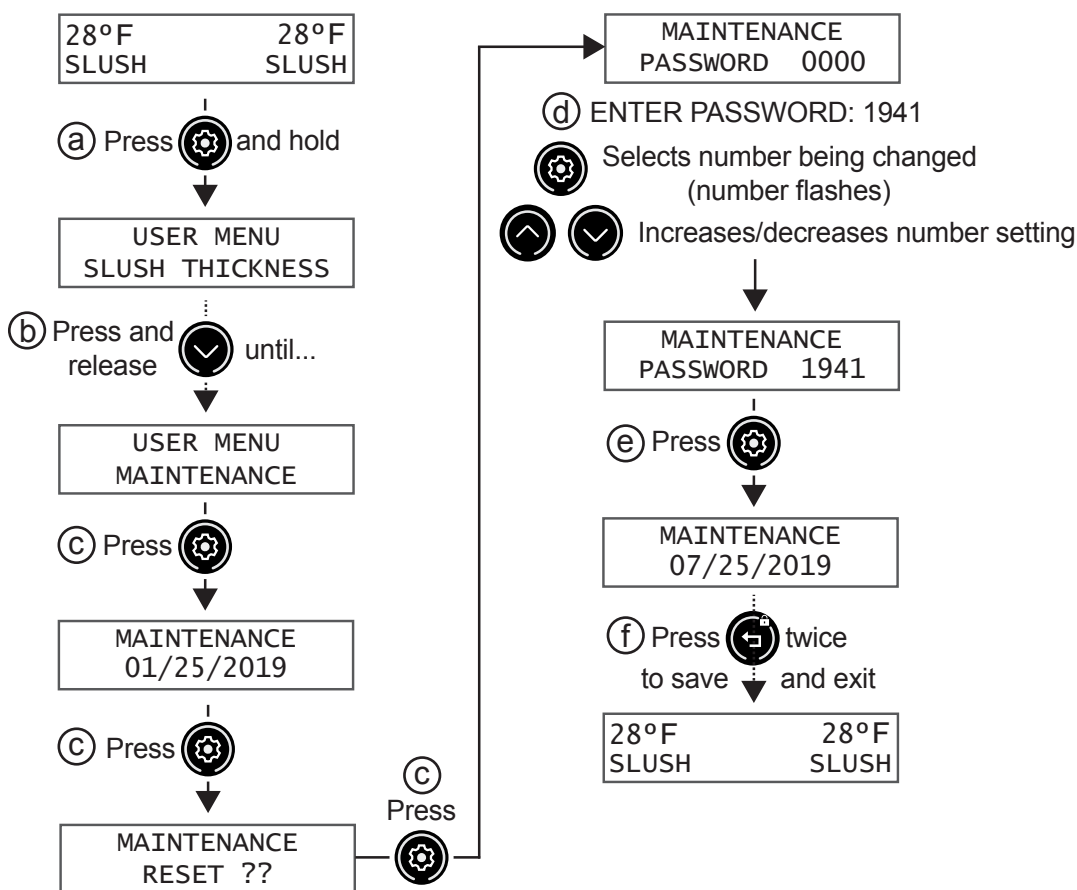 28°F 28°F
SLUSH SLUSH
a Press and hold
USER MENU
SLUSH THICKNESS
b Press and
release until...
USER MENU
MAINTENANCE
c Press
MAINTENANCE
01/25/2019
c Press
MAINTENANCE
RESET ??
c
Press
MAINTENANCE
PASSWORD 0000
d ENTER PASSWORD: 1941
Selects number being changed
(number flashes)
Increases/decreases number setting
MAINTENANCE
PASSWORD 1941
e Press
MAINTENANCE
07/25/2019
f Press twice
to save and exit
28°F 28°F
SLUSH SLUSH